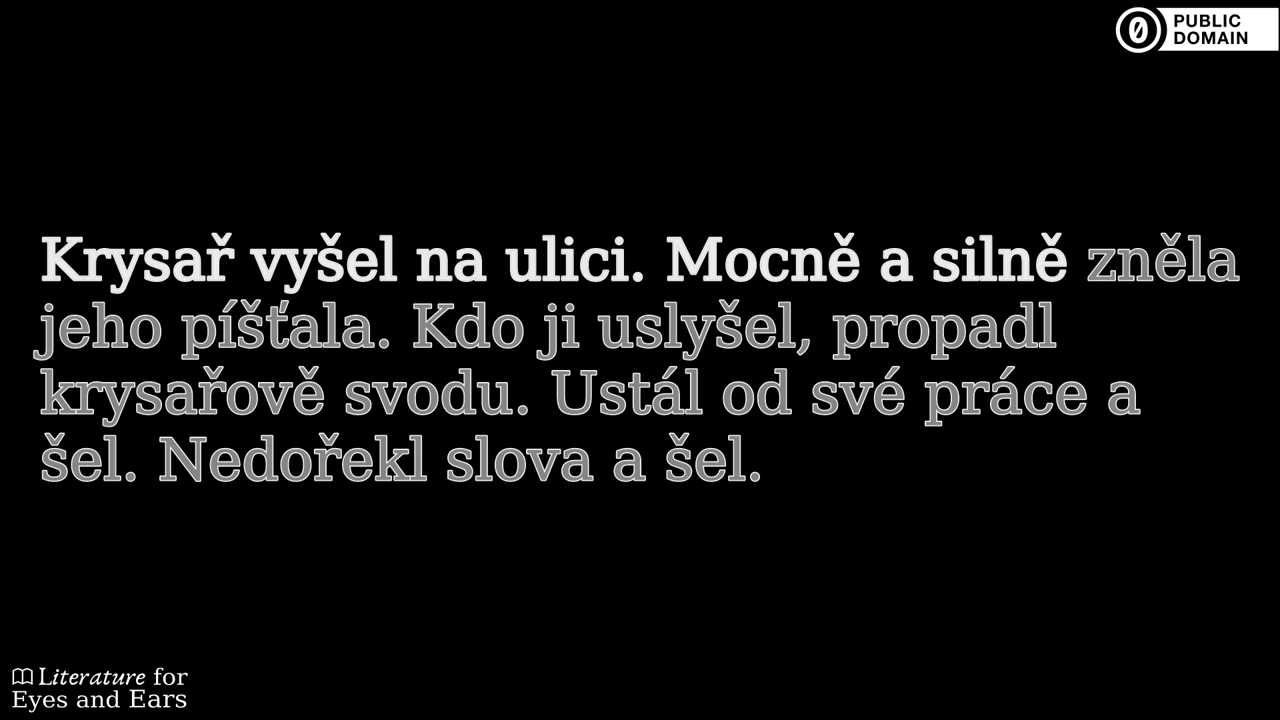 PUBLIC
DOMAIN
Krysař vyšel na ulici. Mocně a silně zněla
jeho píšťala. Kdo ji uslyšel, propadl
krysařově svodu. Ustál od své práce a
šel. Nedořekl slova a šel.
Literature for
Eyes and Ears